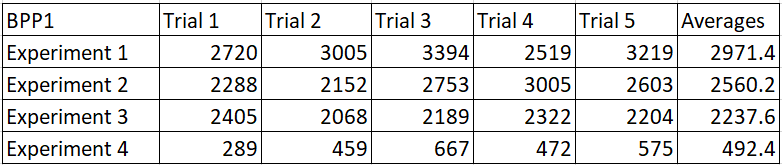 BPP1 Trial 1 Trial 2 Trial 3 Trial 4 Trial 5 Averages
Experiment 1 2720 3005 3394 2519 3219 2971.4
Experiment 2 2288 2152 2753 3005 2603 2560.2
Experiment 3 2405 2068 2189 2322 2204 2237.6
Experiment 4 289 459 667 472 575 492.4